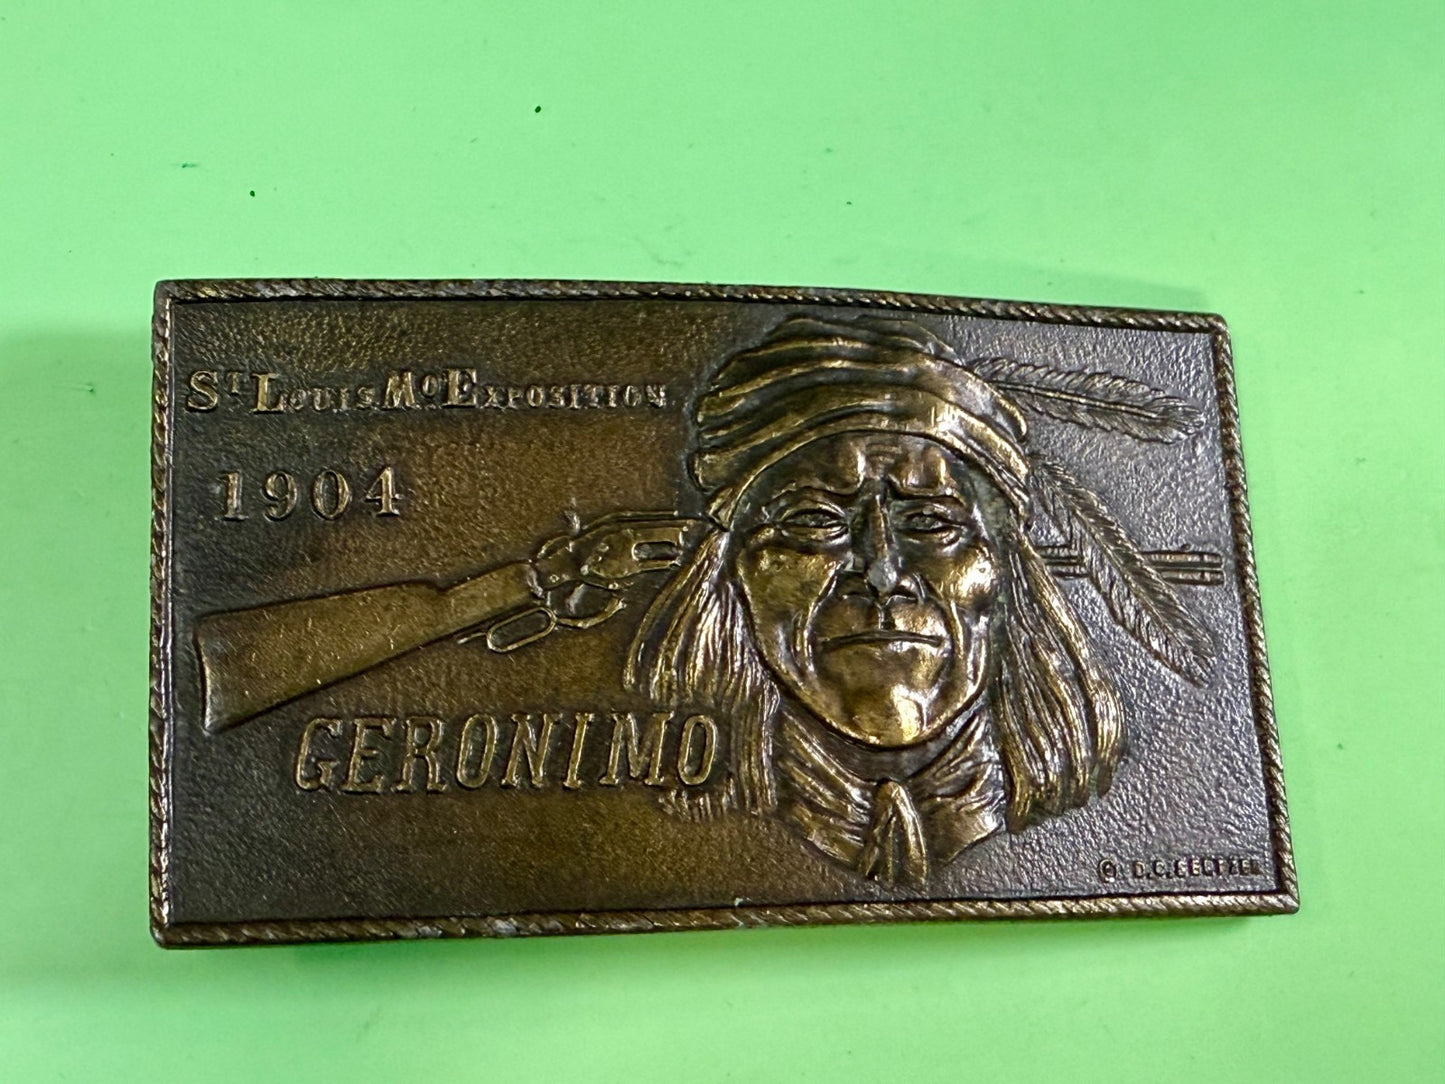 ST LOUIS MO EXPOSITION
1904
GERONIMO
© D.C.